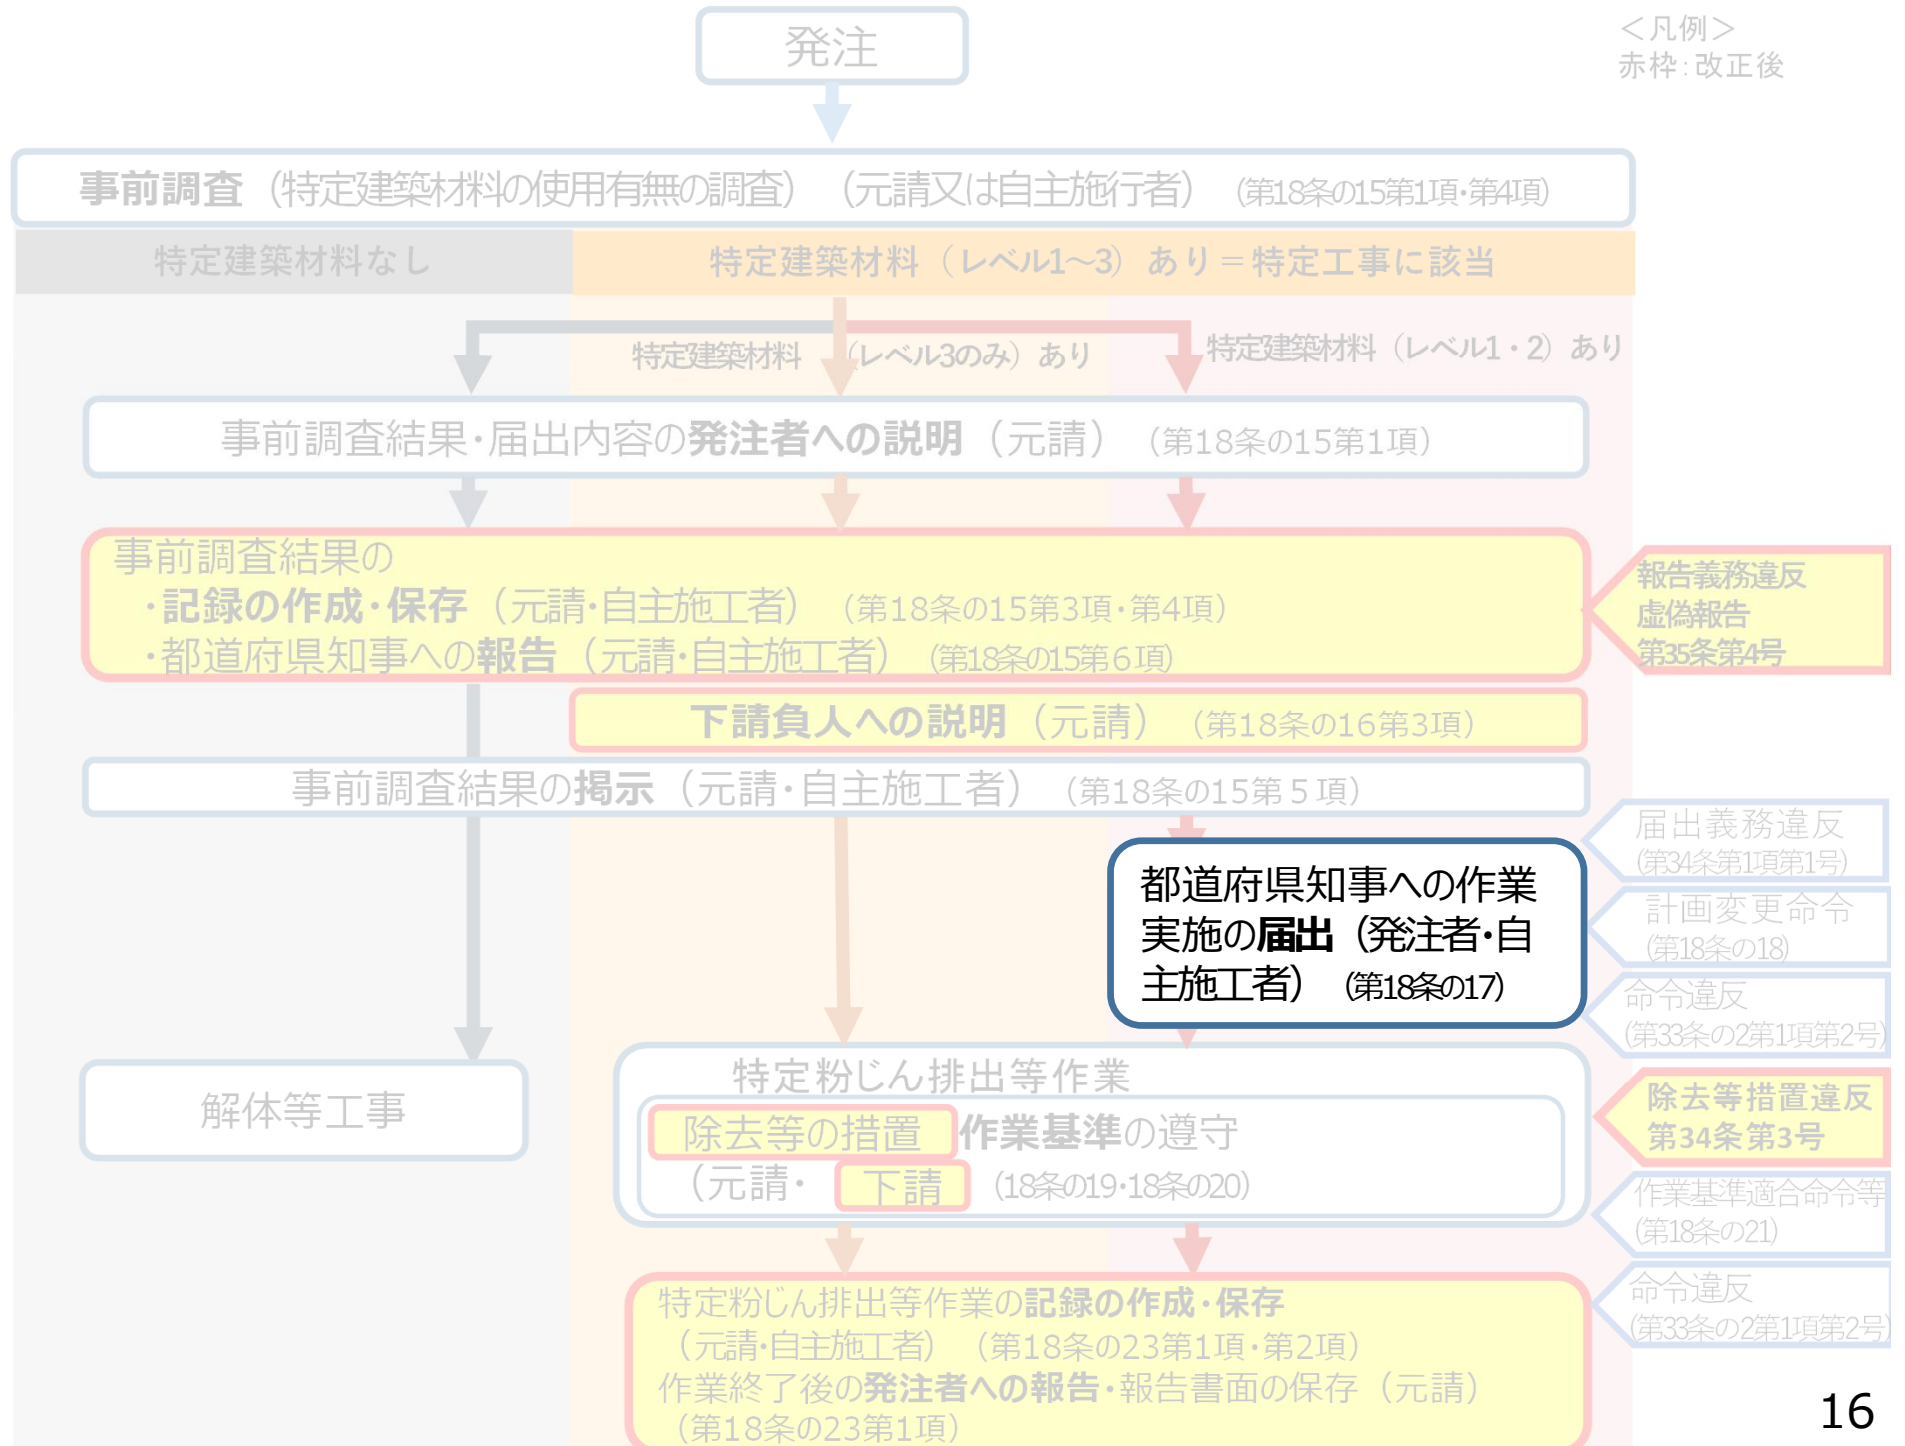 発注
＜凡例＞
赤枠：改正後
事前調査（特定建築材料の使用有無の調査）（元請又は自主施行者）（第18条の15第1項・第4項）
特定建築材料なし
特定建築材料（レベル1～3）あり＝特定工事に該当
特定建築材料（レベル3のみ）あり
特定建築材料（レベル1・2）あり
事前調査結果・届出内容の発注者への説明（元請）（第18条の15第1項）
事前調査結果の
・記録の作成・保存（元請・自主施工者）（第18条の15第3項・第4項）
・都道府県知事への報告（元請・自主施工者）（第18条の15第６項）
報告義務違反
虚偽報告
第35条第4号
下請負人への説明（元請）（第18条の16第3項）
事前調査結果の掲示（元請・自主施工者）（第18条の15第５項）
都道府県知事への作業
実施の届出（発注者・自
主施工者）（第18条の17）
届出義務違反
(第34条第1項第1号)
計画変更命令
(第18条の18)
命令違反
(第33条の2第1項第2号)
解体等工事
特定粉じん排出等作業
除去等の措置 作業基準の遵守
（元請・下請（18条の19・18条の20）
除去等措置違反
第34条第3号
作業基準適合命令等
(第18条の21)
命令違反
(第33条の2第1項第2号)
特定粉じん排出等作業の記録の作成・保存
（元請・自主施工者）（第18条の23第1項・第2項）
作業終了後の発注者への報告・報告書面の保存（元請）
（第18条の23第1項）
16